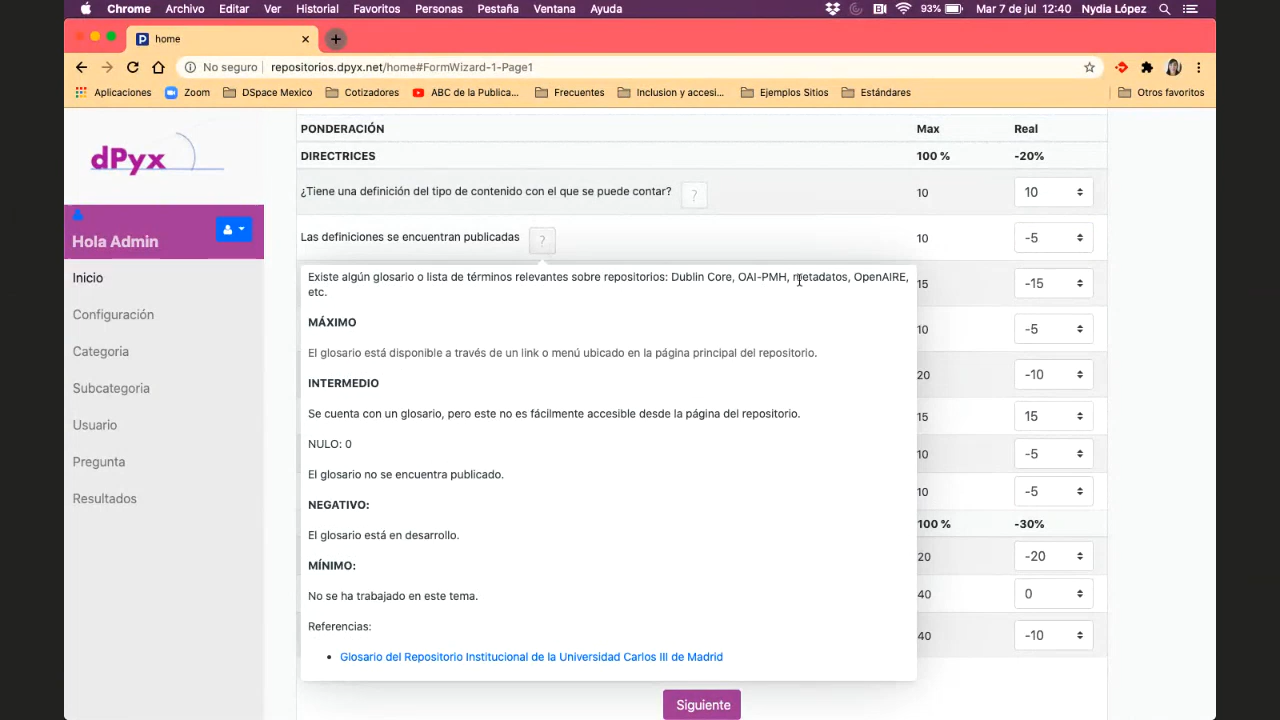 Chrome Archivo Editar Ver Historial Favoritos Personas Pestaña Ventana Ayuda 93% Mar 7 de jul 12:40 Nydia López
home
No seguro repositorios.dpyx.net/home#FormWizard-1-Page1
Aplicaciones Zoom DSpace Mexico Cotizadores ABC de la Publica... Frecuentes Inclusion y accesi... Ejemplos Sitios Estándares Otros favoritos
dPyx
Hola Admin
Inicio
Configuración
Categoria
Subcategoria
Usuario
Pregunta
Resultados
PONDERACIÓN Max Real
DIRECTRICES 100 % -20%
¿Tiene una definición del tipo de contenido con el que se puede contar? ? 10 10
Las definiciones se encuentran publicadas ? 10 -5
15 -15
10 -5
20 -10
15 15
10 -5
10 -5
100 % -30%
20 -20
40 0
40 -10
Existe algún glosario o lista de términos relevantes sobre repositorios: Dublin Core, OAI-PMH, metadatos, OpenAIRE,
etc.
MÁXIMO
El glosario está disponible a través de un link o menú ubicado en la página principal del repositorio.
INTERMEDIO
Se cuenta con un glosario, pero este no es fácilmente accesible desde la página del repositorio.
NULO: 0
El glosario no se encuentra publicado.
NEGATIVO:
El glosario está en desarrollo.
MÍNIMO:
No se ha trabajado en este tema.
Referencias:
• Glosario del Repositorio Institucional de la Universidad Carlos III de Madrid
Siguiente